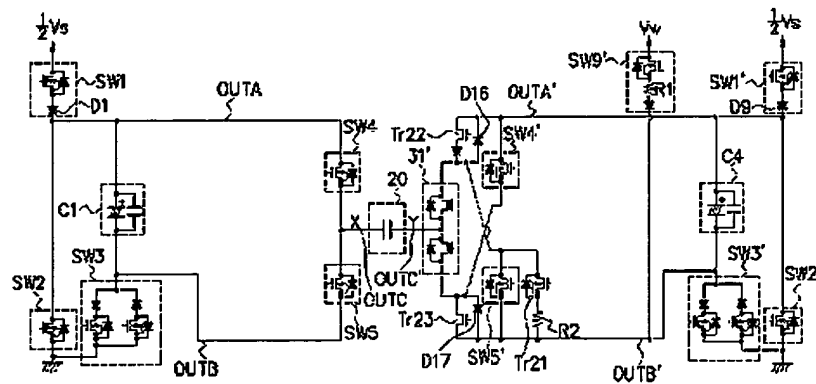 ½Vs
SW1
D1
OUTA
C1
SW2
SW3
OUTB
SW4
20
X
Y
OUTC
OUTC'
SW5
31'
Tr22
D16
OUTA'
SW4'
Tr23
D17
SW5'
Tr21
R2
OUTB'
Vw
SW9'
R1
½Vs
SW1'
D9
C4
SW3'
SW2